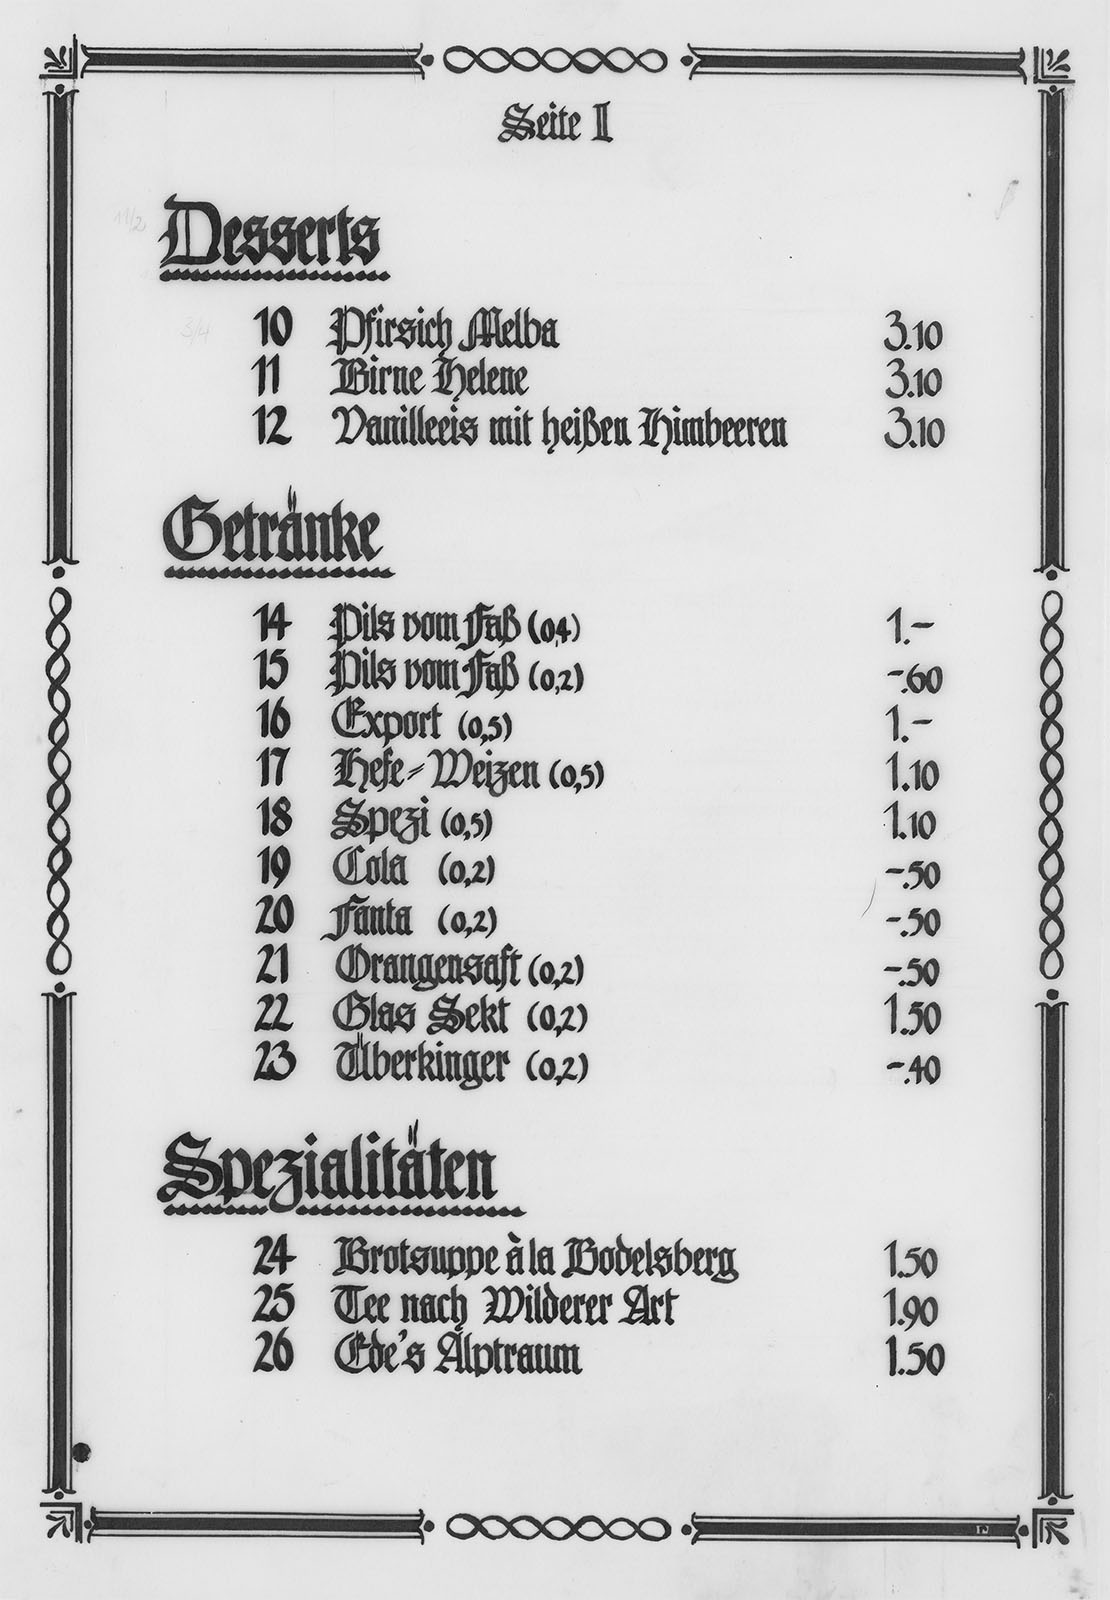 Seite II
Desserts
10 Pfirsich Melba 3.10
11 Birne Helene 3.10
12 Vanilleeis mit heißen Himbeeren 3.10
Getränke
14 Pils vom Faß (0,4) 1.–
15 Pils vom Faß (0,2) –.60
16 Export (0,5) 1.–
17 Hefe=Weizen (0,5) 1.10
18 Spezi (0,5) 1.10
19 Cola (0,2) –.50
20 Fanta (0,2) –.50
21 Orangensaft (0,2) –.50
22 Glas Sekt (0,2) 1.50
23 Überkinger (0,2) –.40
Spezialitäten
24 Brotsuppe à la Bodelsberg 1.50
25 Tee nach Wilderer Art 1.90
26 Ede's Alptraum 1.50